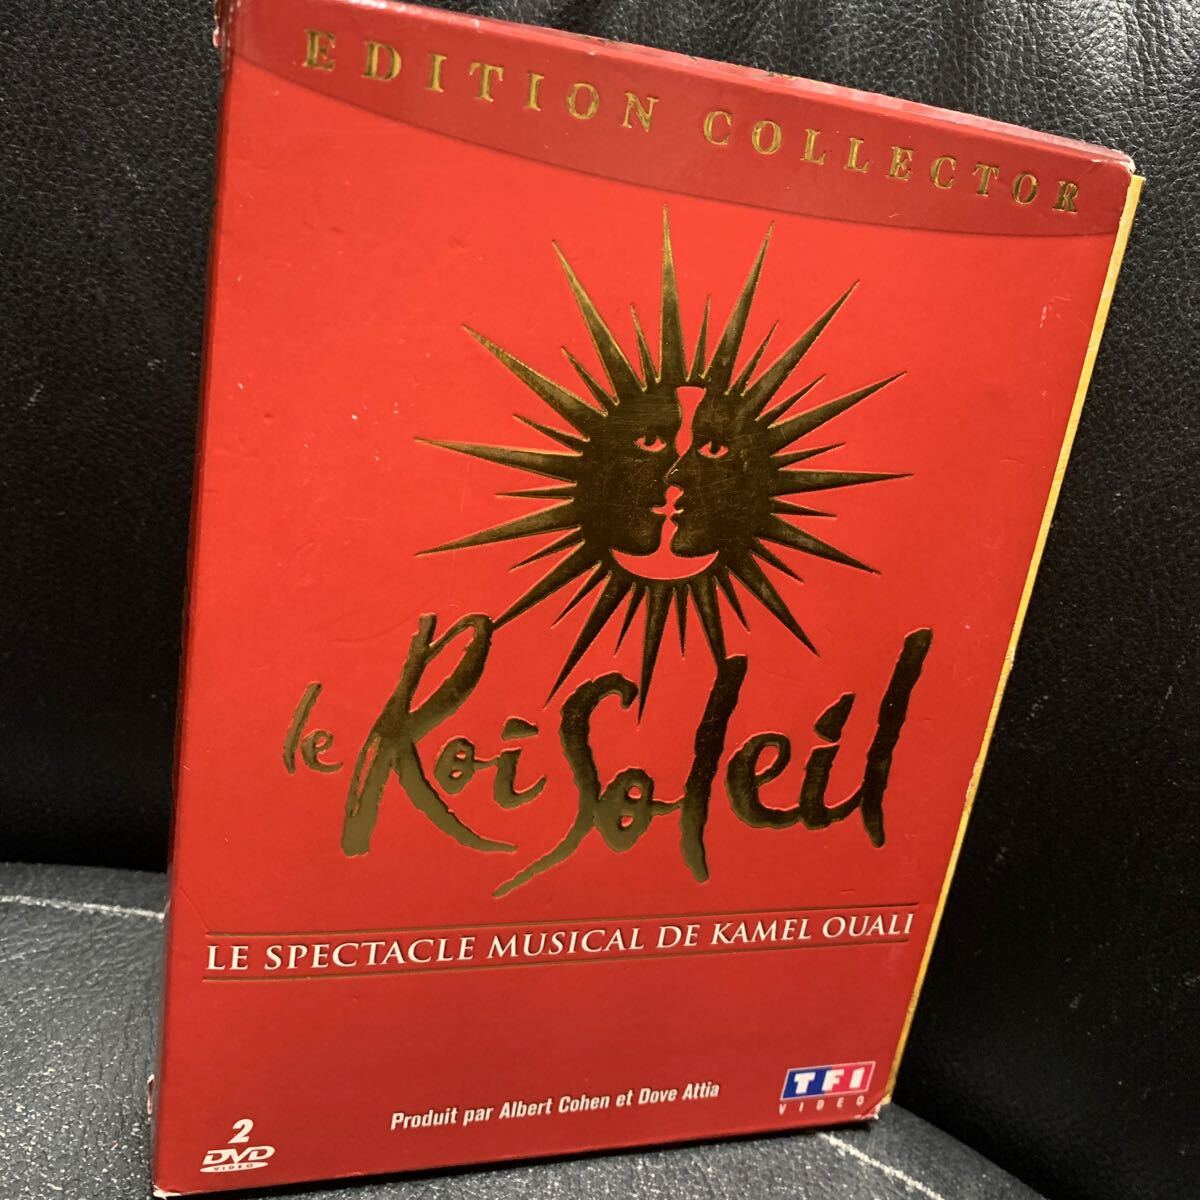 EDITION COLLECTOR
le Roi Soleil
LE SPECTACLE MUSICAL DE KAMEL OUALI
Produit par Albert Cohen et Dove Attia
TF1
VIDEO
2
DVD
VIDEO